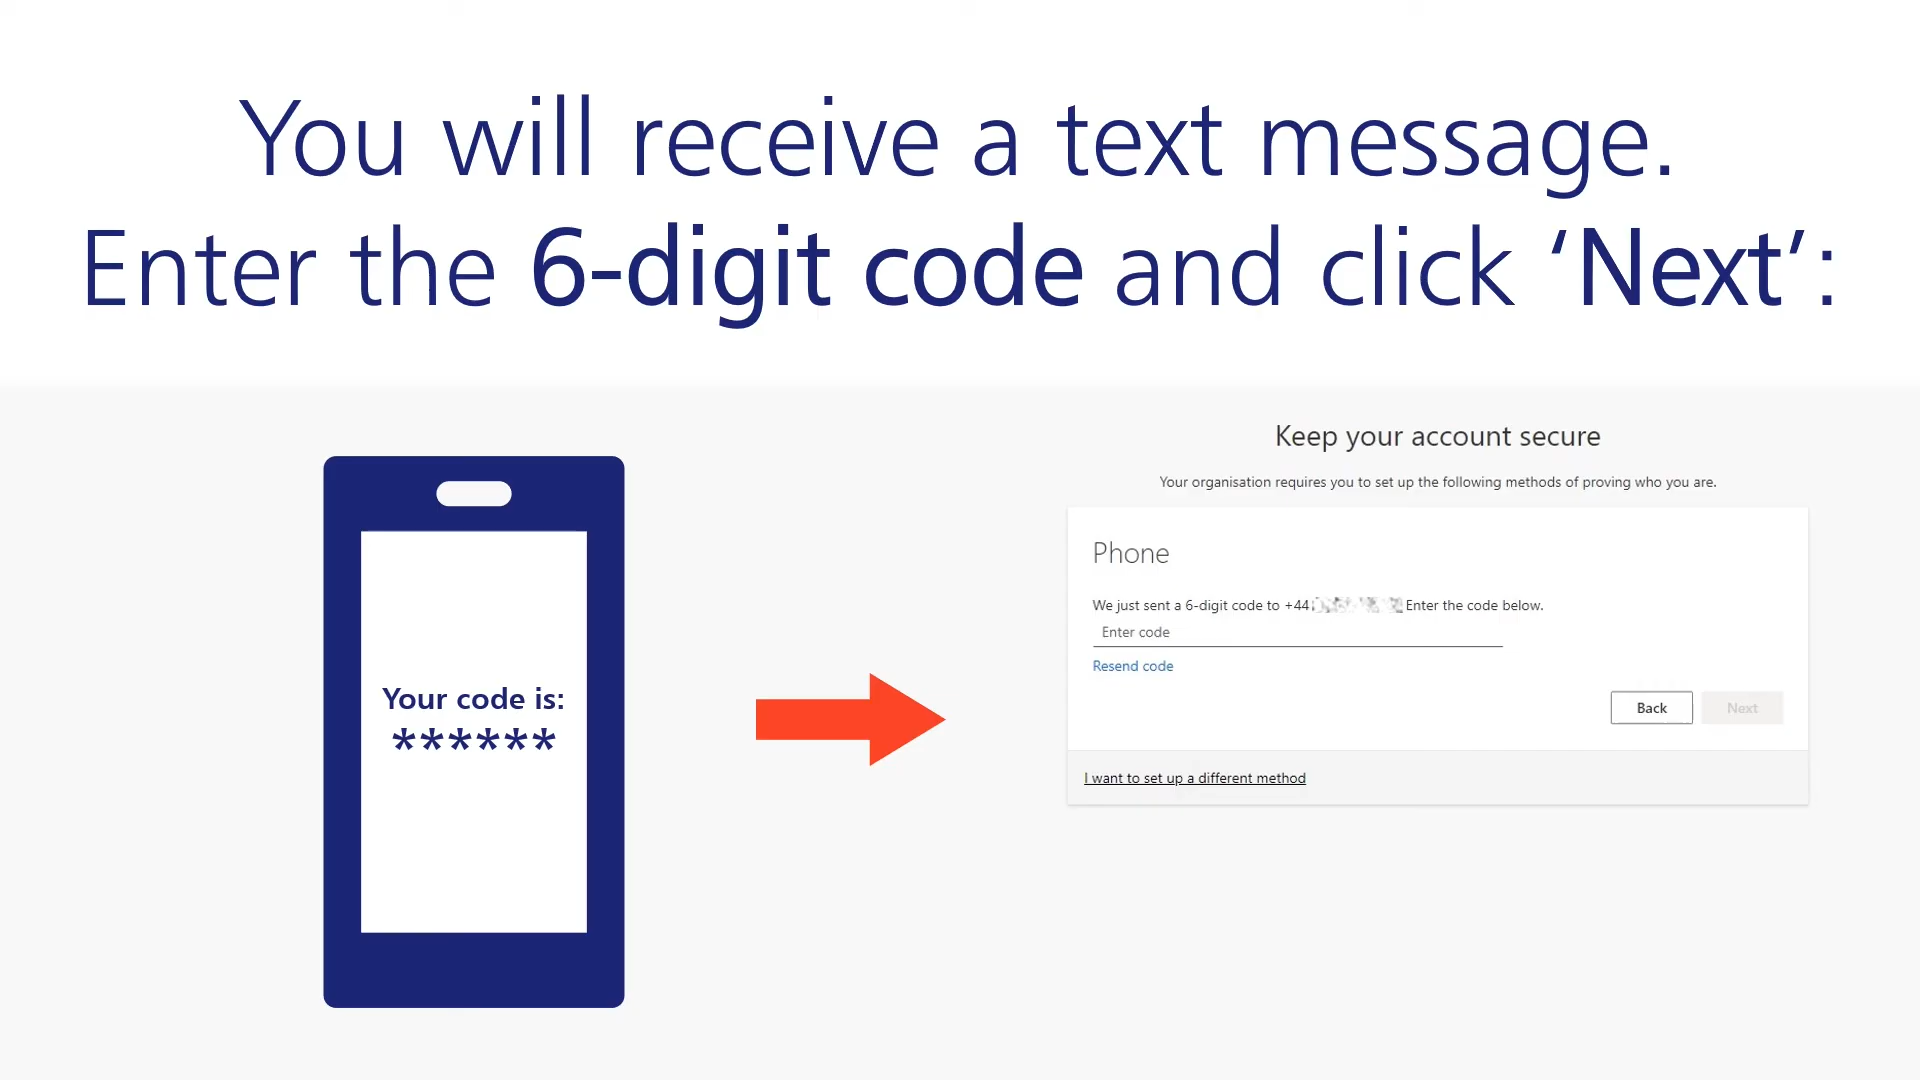 You will receive a text message.
Enter the 6-digit code and click ‘Next’:
Your code is:
******
Keep your account secure
Your organisation requires you to set up the following methods of proving who you are.
Phone
We just sent a 6-digit code to +44 Enter the code below.
Enter code
Resend code
Back Next
I want to set up a different method